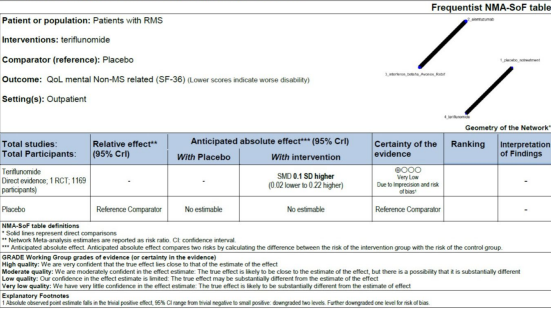 Frequentist NMA-SoF table
Patient or population: Patients with RMS
Interventions: teriflunomide
Comparator (reference): Placebo
Outcome: QoL mental Non-MS related (SF-36) (Lower scores indicate worse disability)
Setting(s): Outpatient
1_placebo_notreatment
4_teriflunomide
Geometry of the Network*
Total studies: Total Participants: Relative effect** (95% CrI) Anticipated absolute effect*** (95% CrI) Certainty of the evidence Ranking Interpretation of Findings
With Placebo With intervention
Teriflunomide
Direct evidence; 1 RCT; 1169 participants)
- - SMD 0.1 SD higher
(0.02 lower to 0.22 higher)
⊕〇〇〇
Very Low
Due to Impression and risk of bias¹
-
Placebo Reference Comparator No estimable No estimable Reference Comparator - -
NMA-SoF table definitions
* Solid lines represent direct comparisons
** Network Meta-analysis estimates are reported as risk ratio. CI: confidence interval.
*** Anticipated absolute effect. Anticipated absolute effect compares two risks by calculating the difference between the risk of the intervention group with the risk of the control group.
GRADE Working Group grades of evidence (or certainty in the evidence)
High quality: We are very confident that the true effect lies close to that of the estimate of the effect
Moderate quality: We are moderately confident in the effect estimate: The true effect is likely to be close to the estimate of the effect, but there is a possibility that it is substantially different
Low quality: Our confidence in the effect estimate is limited: The true effect may be substantially different from the estimate of the effect
Very low quality: We have very little confidence in the effect estimate: The true effect is likely to be substantially different from the estimate of effect
Explanatory Footnotes
1 Absolute observed point estimate falls in the trivial positive effect, 95% CI range from trivial negative to small positive: downgraded two levels. Further downgraded one level for risk of bias.